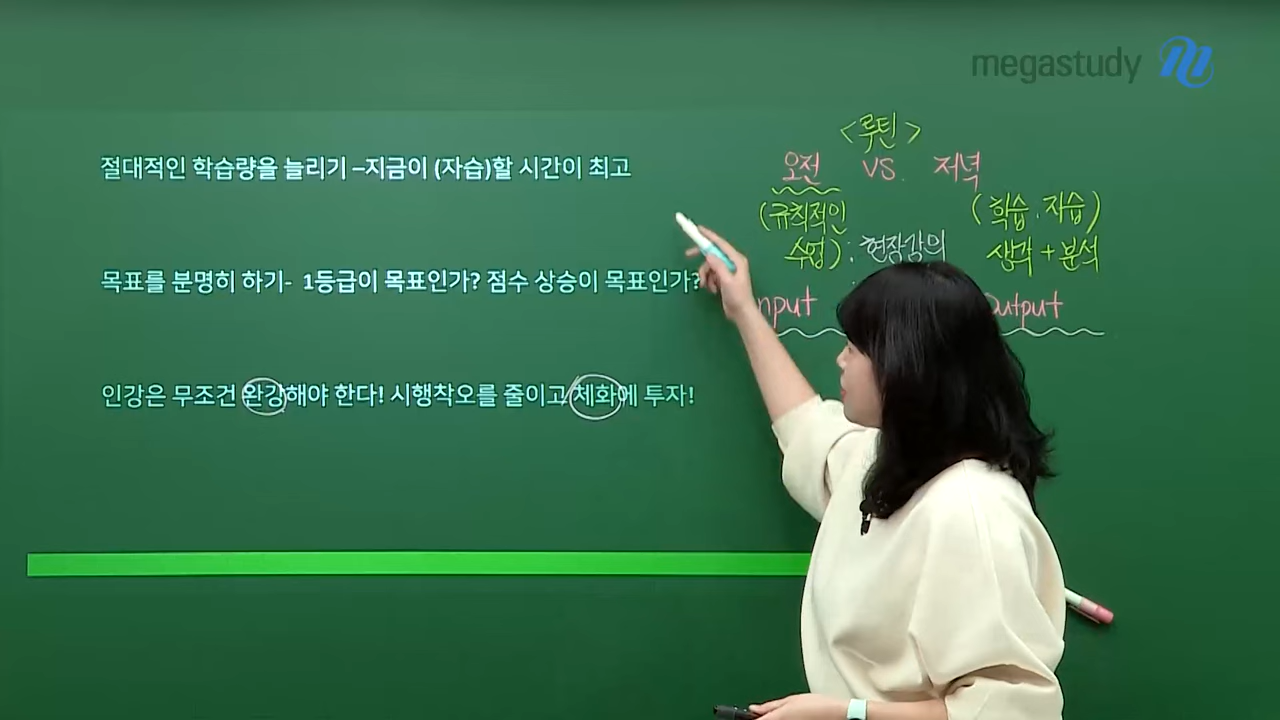 megastudy
절대적인 학습량을 늘리기 –지금이 (자습)할 시간이 최고
목표를 분명히 하기- 1등급이 목표인가? 점수 상승이 목표인가?
인강은 무조건 완강해야 한다! 시행착오를 줄이고 체화에 투자!
<루틴>
오전 VS. 저녁
(규칙적인 수업) : 현장강의
(학습, 자습)
생각 + 분석
nput
utput